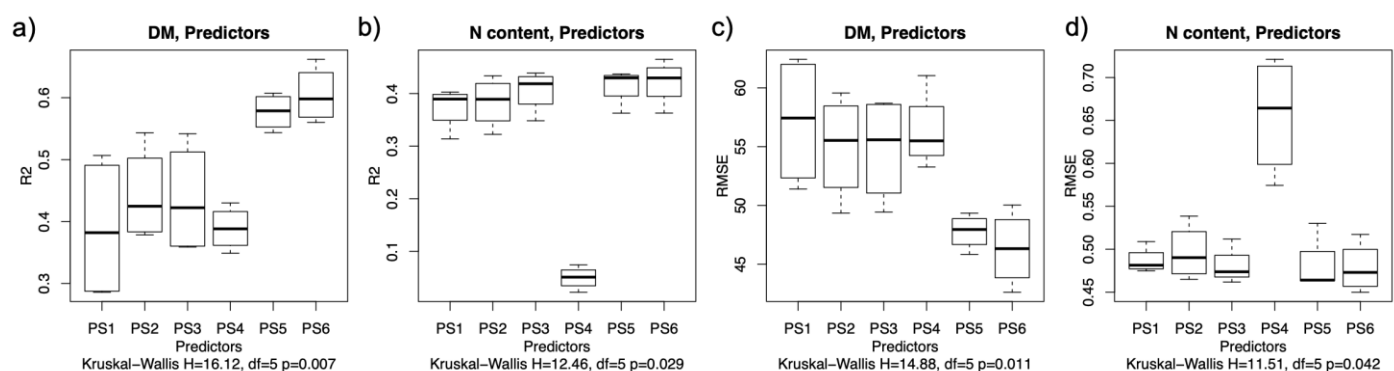 a)
DM, Predictors
R2
0.6
0.5
0.4
0.3
PS1 PS2 PS3 PS4 PS5 PS6
Predictors
Kruskal−Wallis H=16.12, df=5 p=0.007
b)
N content, Predictors
R2
0.4
0.3
0.2
0.1
PS1 PS2 PS3 PS4 PS5 PS6
Predictors
Kruskal−Wallis H=12.46, df=5 p=0.029
c)
DM, Predictors
RMSE
60
55
50
45
PS1 PS2 PS3 PS4 PS5 PS6
Predictors
Kruskal−Wallis H=14.88, df=5 p=0.011
d)
N content, Predictors
RMSE
0.70
0.65
0.60
0.55
0.50
0.45
PS1 PS2 PS3 PS4 PS5 PS6
Predictors
Kruskal−Wallis H=11.51, df=5 p=0.042